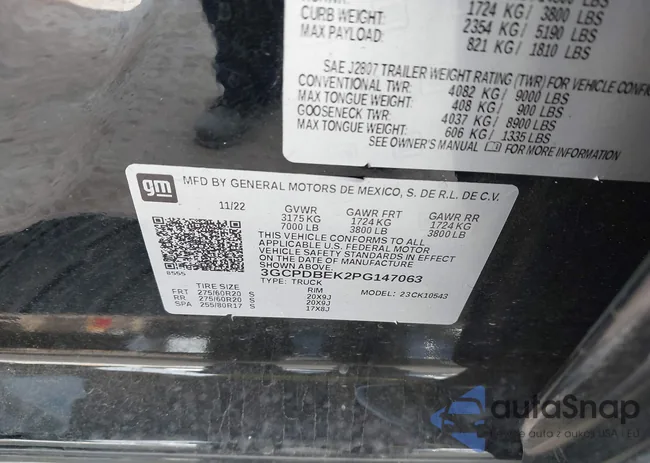 1724 KG/ 3800 LBS
CURB WEIGHT: 2354 KG/ 5190 LBS
MAX PAYLOAD: 821 KG/ 1810 LBS
SAE J2807 TRAILER WEIGHT RATING (TWR) FOR VEHICLE CONFIG
CONVENTIONAL TWR: 4082 KG/ 9000 LBS
MAX TONGUE WEIGHT: 408 KG/ 900 LBS
GOOSENECK TWR: 4037 KG/ 8900 LBS
MAX TONGUE WEIGHT: 606 KG/ 1335 LBS
SEE OWNER'S MANUAL FOR MORE INFORMATION
gm MFD BY GENERAL MOTORS DE MEXICO, S. DE R.L. DE C.V.
11/22 GVWR GAWR FRT GAWR RR
3175 KG 1724 KG 1724 KG
7000 LB 3800 LB 3800 LB
THIS VEHICLE CONFORMS TO ALL
APPLICABLE U.S. FEDERAL MOTOR
VEHICLE SAFETY STANDARDS IN EFFECT
ON THE DATE OF MANUFACTURE
SHOWN ABOVE.
3GCPDBEK2PG147063
8555 TYPE: TRUCK MODEL: 23CK10543
TIRE SIZE RIM
FRT 275/60R20 S 20X9J
RR 275/60R20 S 20X9J
SPA 255/80R17 S 17X8J
autoSnap
auta z aukcji USA i EU